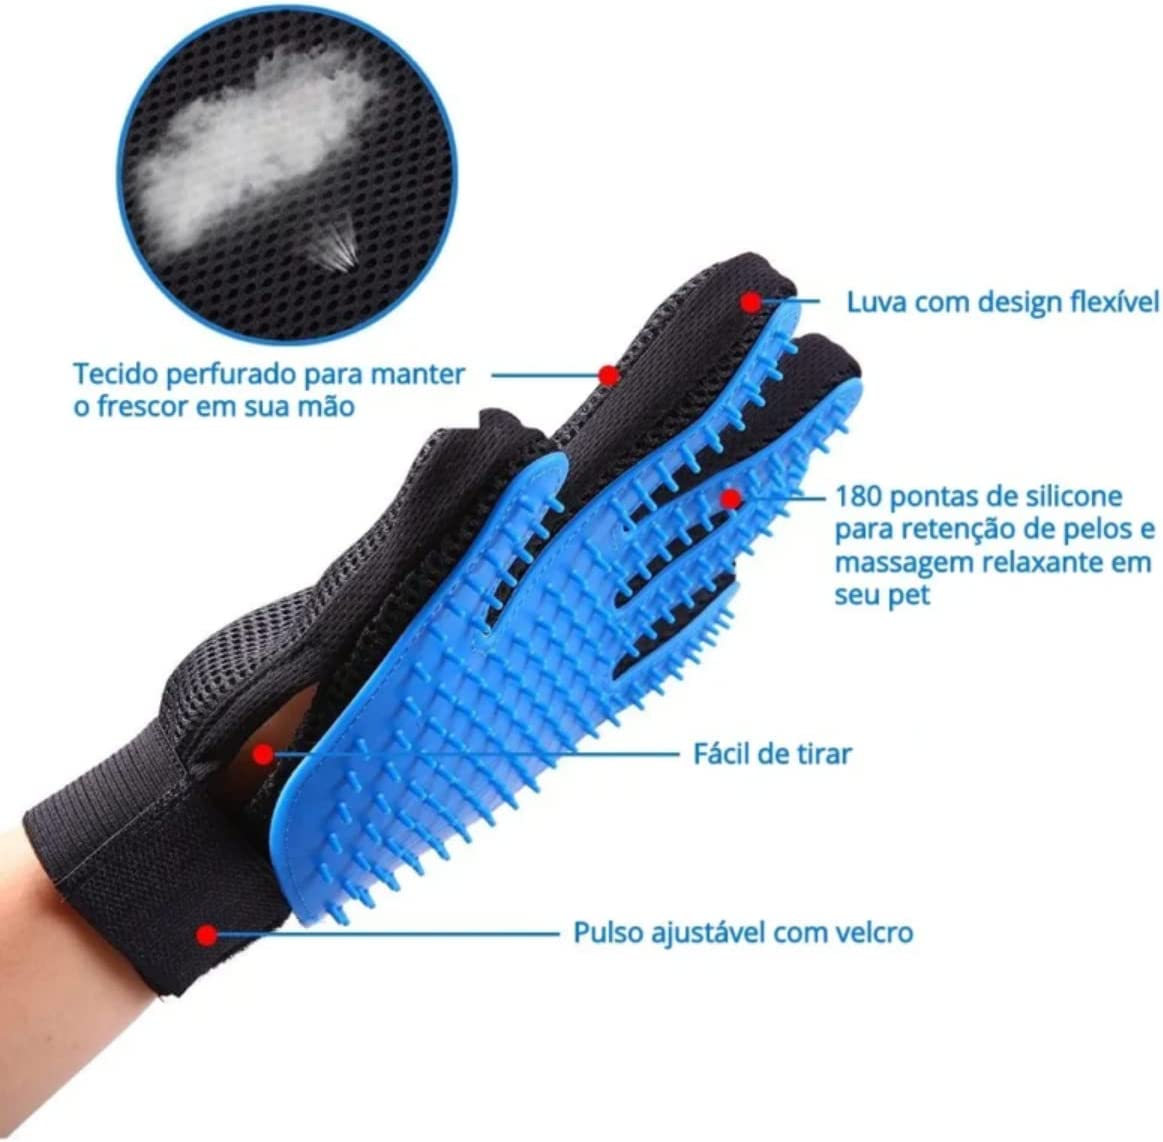 Luva com design flexível
Tecido perfurado para manter
o frescor em sua mão
180 pontas de silicone
para retenção de pelos e
massagem relaxante em
seu pet
Fácil de tirar
Pulso ajustável com velcro